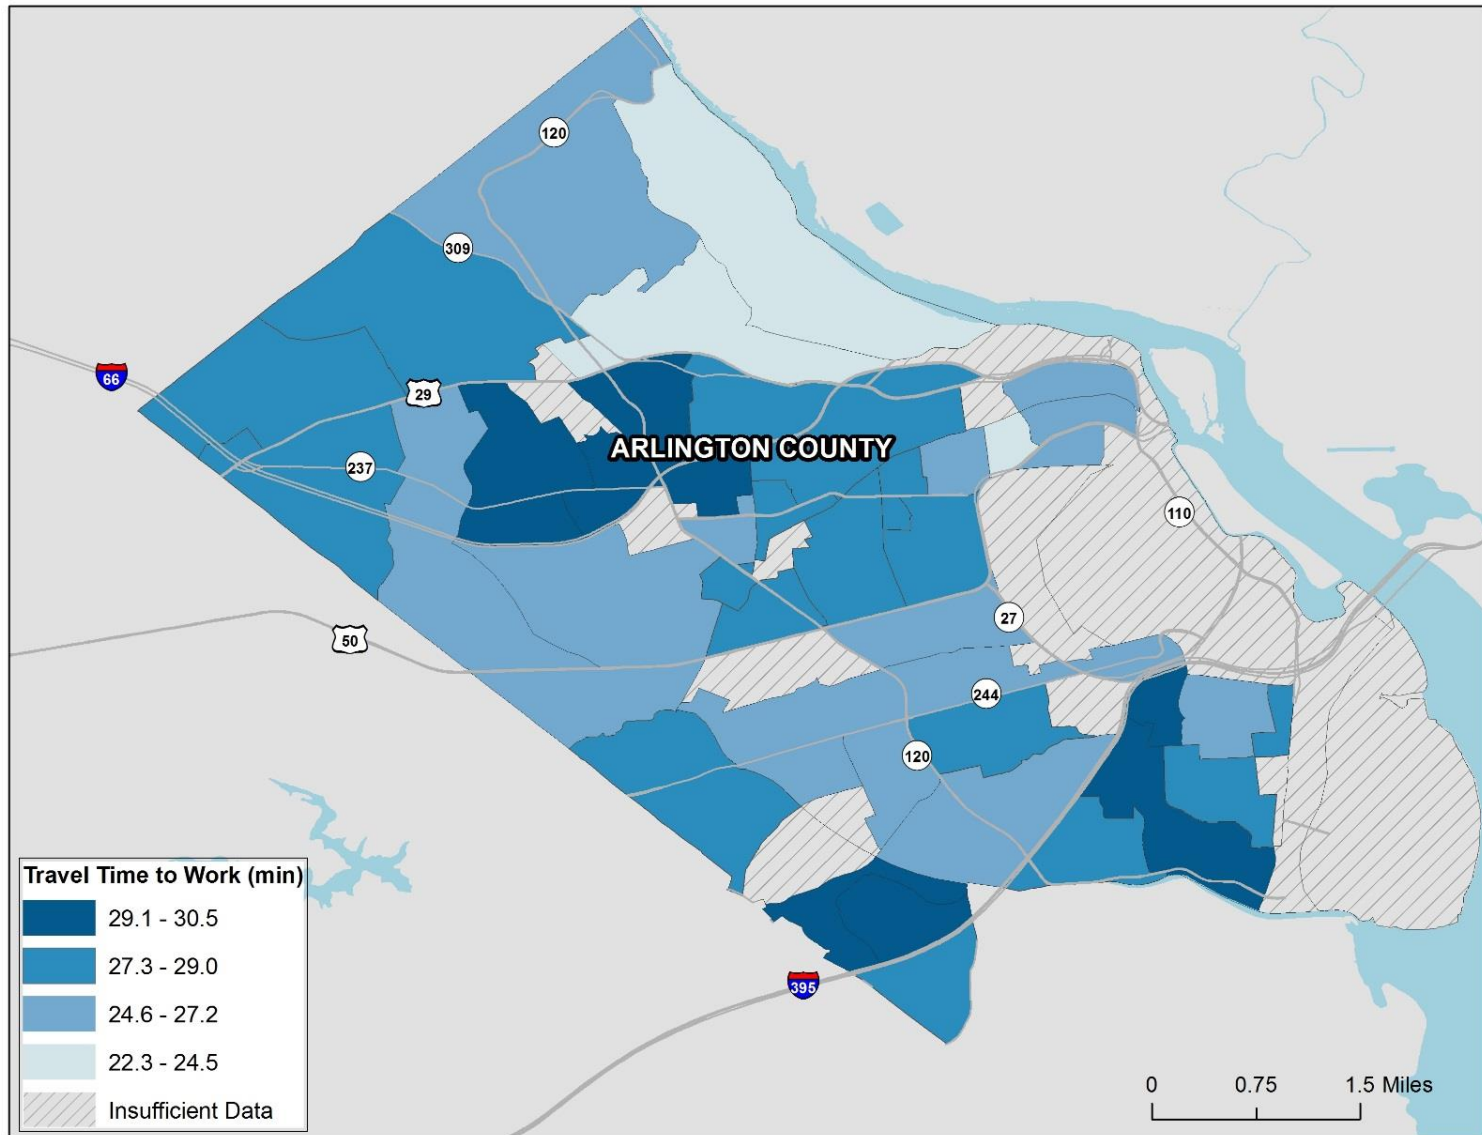 120
309
66
29
ARLINGTON COUNTY
237
110
50
27
244
120
395
Travel Time to Work (min)
29.1 - 30.5
27.3 - 29.0
24.6 - 27.2
22.3 - 24.5
Insufficient Data
0 0.75 1.5 Miles